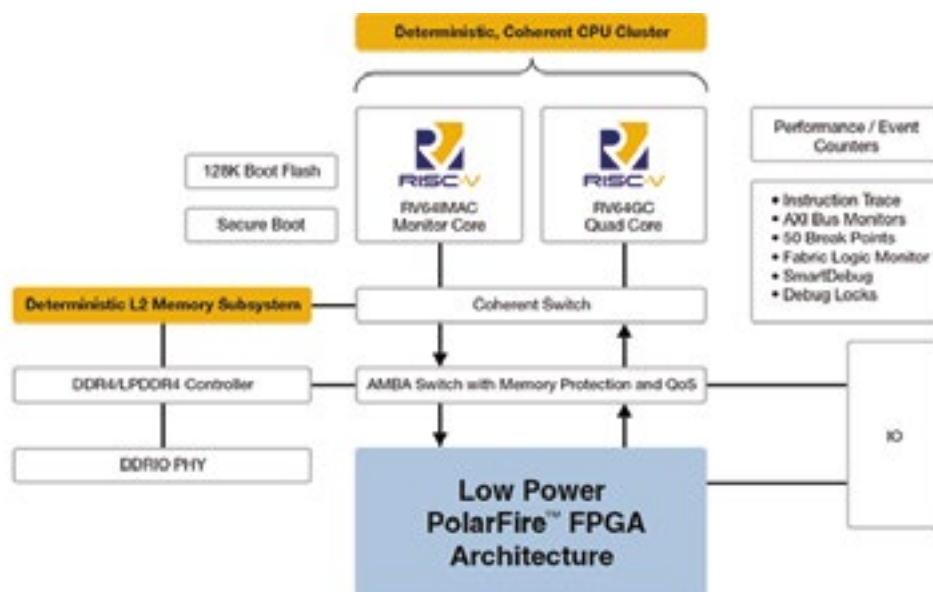 Deterministic, Coherent CPU Cluster
RISC-V
RV64IMAC
Monitor Core
RISC-V
RV64GC
Quad Core
128K Boot Flash
Secure Boot
Performance / Event
Counters
• Instruction Trace
• AXI Bus Monitors
• 50 Break Points
• Fabric Logic Monitor
• SmartDebug
• Debug Locks
Deterministic L2 Memory Subsystem
Coherent Switch
DDR4/LPDDR4 Controller
AMBA Switch with Memory Protection and QoS
IO
DDRIO PHY
Low Power
PolarFire™ FPGA
Architecture